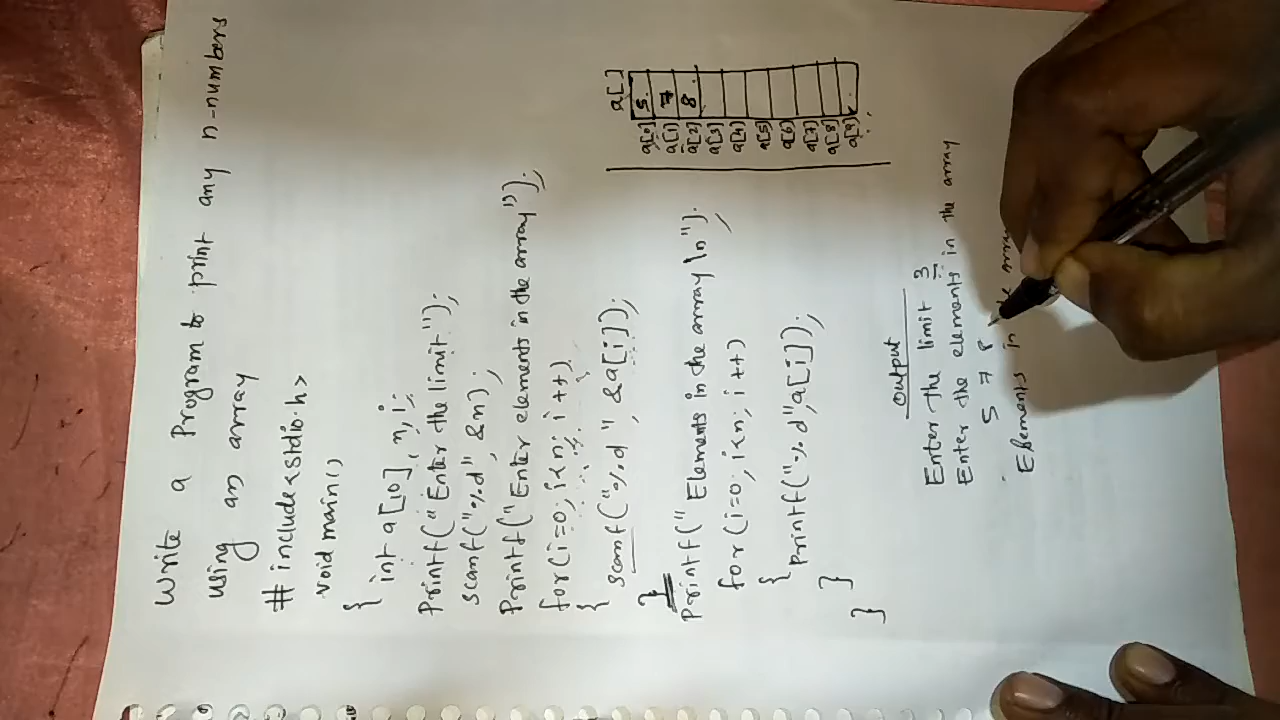 Write a Program to print any n-numbers
using an array
# include<stdio.h>
void main()
{ int a[10], n, i;
Printf("Enter the limit");
scanf("%d", &n);
Printf("Enter elements in the array");
for(i=0; i<n; i++)
{
scanf("%d", &a[i]);
}
Printf("Elements in the array \n");
for(i=0; i<n; i++)
{
Printf("%d",a[i]);
}
}
a[]
a[0] 5
a[1] 7
a[2] 8
a[3]
a[4]
a[5]
a[6]
a[7]
a[8]
a[9]
Output
Enter The limit 3
Enter the elements in the array
5 7 8
Elements in